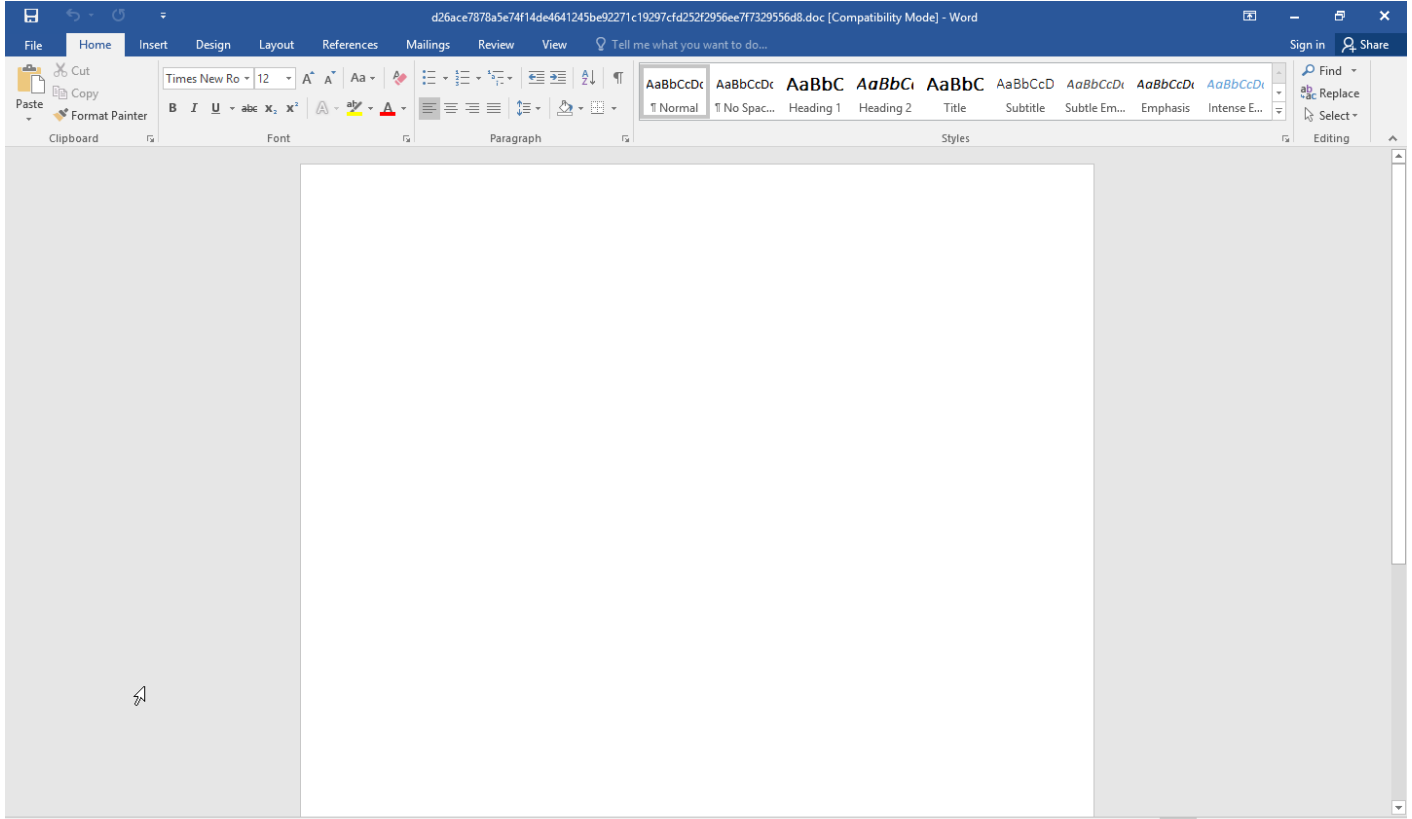 d26ace7878a5e74f14de4641245be92271c19297cfd252f2956ee7f7329556d8.doc [Compatibility Mode] - Word
File Home Insert Design Layout References Mailings Review View Tell me what you want to do... Sign in Share
Paste
Cut
Copy
Format Painter
Clipboard
Times New Ro 12 A A Aa
B I U abc X₂ X² A aby A
Font
Paragraph
AaBbCcDc AaBbCcDc AaBbC AaBbCc AaBbC AaBbCcD AaBbCcDc AaBbCcDc AaBbCcDc
¶ Normal ¶ No Spac... Heading 1 Heading 2 Title Subtitle Subtle Em... Emphasis Intense E...
Styles
Find
Replace
Select
Editing